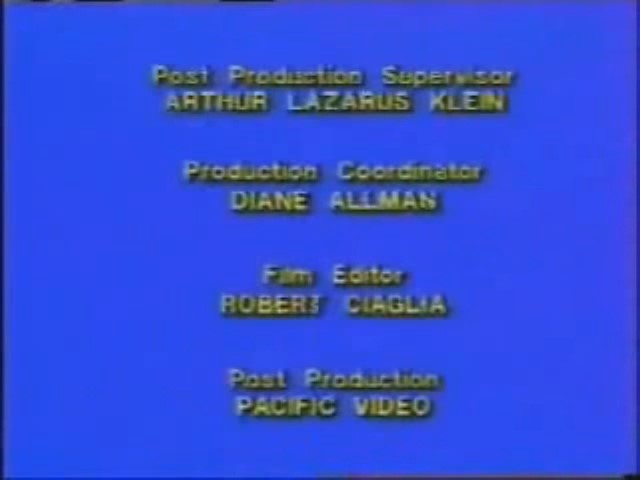 Post Production Supervisor
ARTHUR LAZARUS KLEIN
Production Coordinator
DIANE ALLMAN
Film Editor
ROBERT CIAGLIA
Post Production
PACIFIC VIDEO